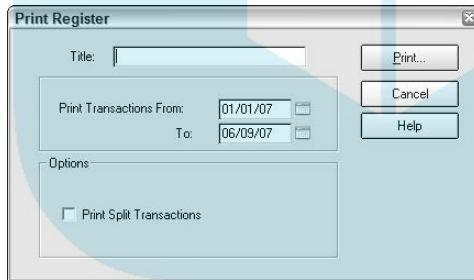 Print Register
Title:
Print...
Cancel
Print Transactions From: 01/01/07
To: 06/09/07
Help
Options
Print Split Transactions